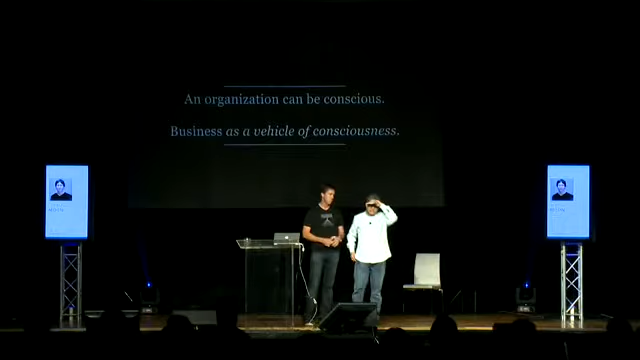 An organization can be conscious.
Business as a vehicle of consciousness.